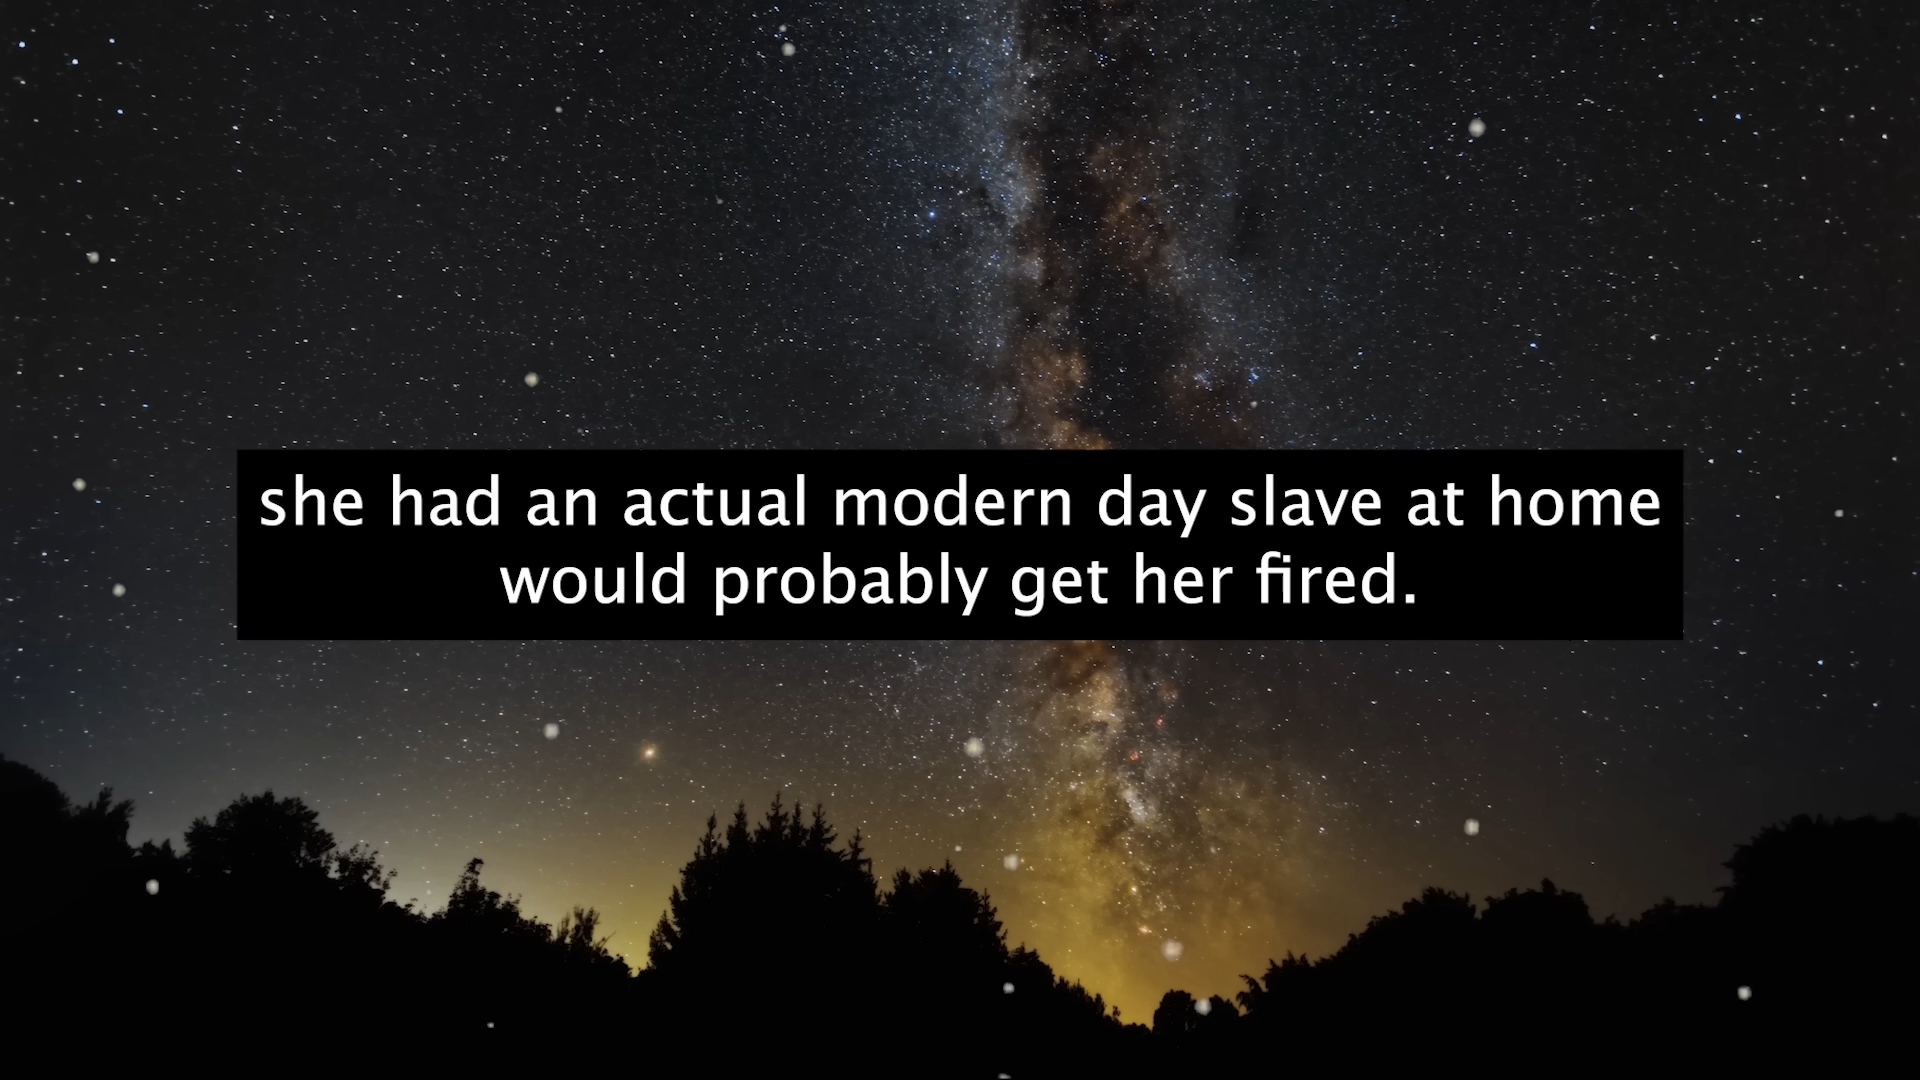 she had an actual modern day slave at home
would probably get her fired.